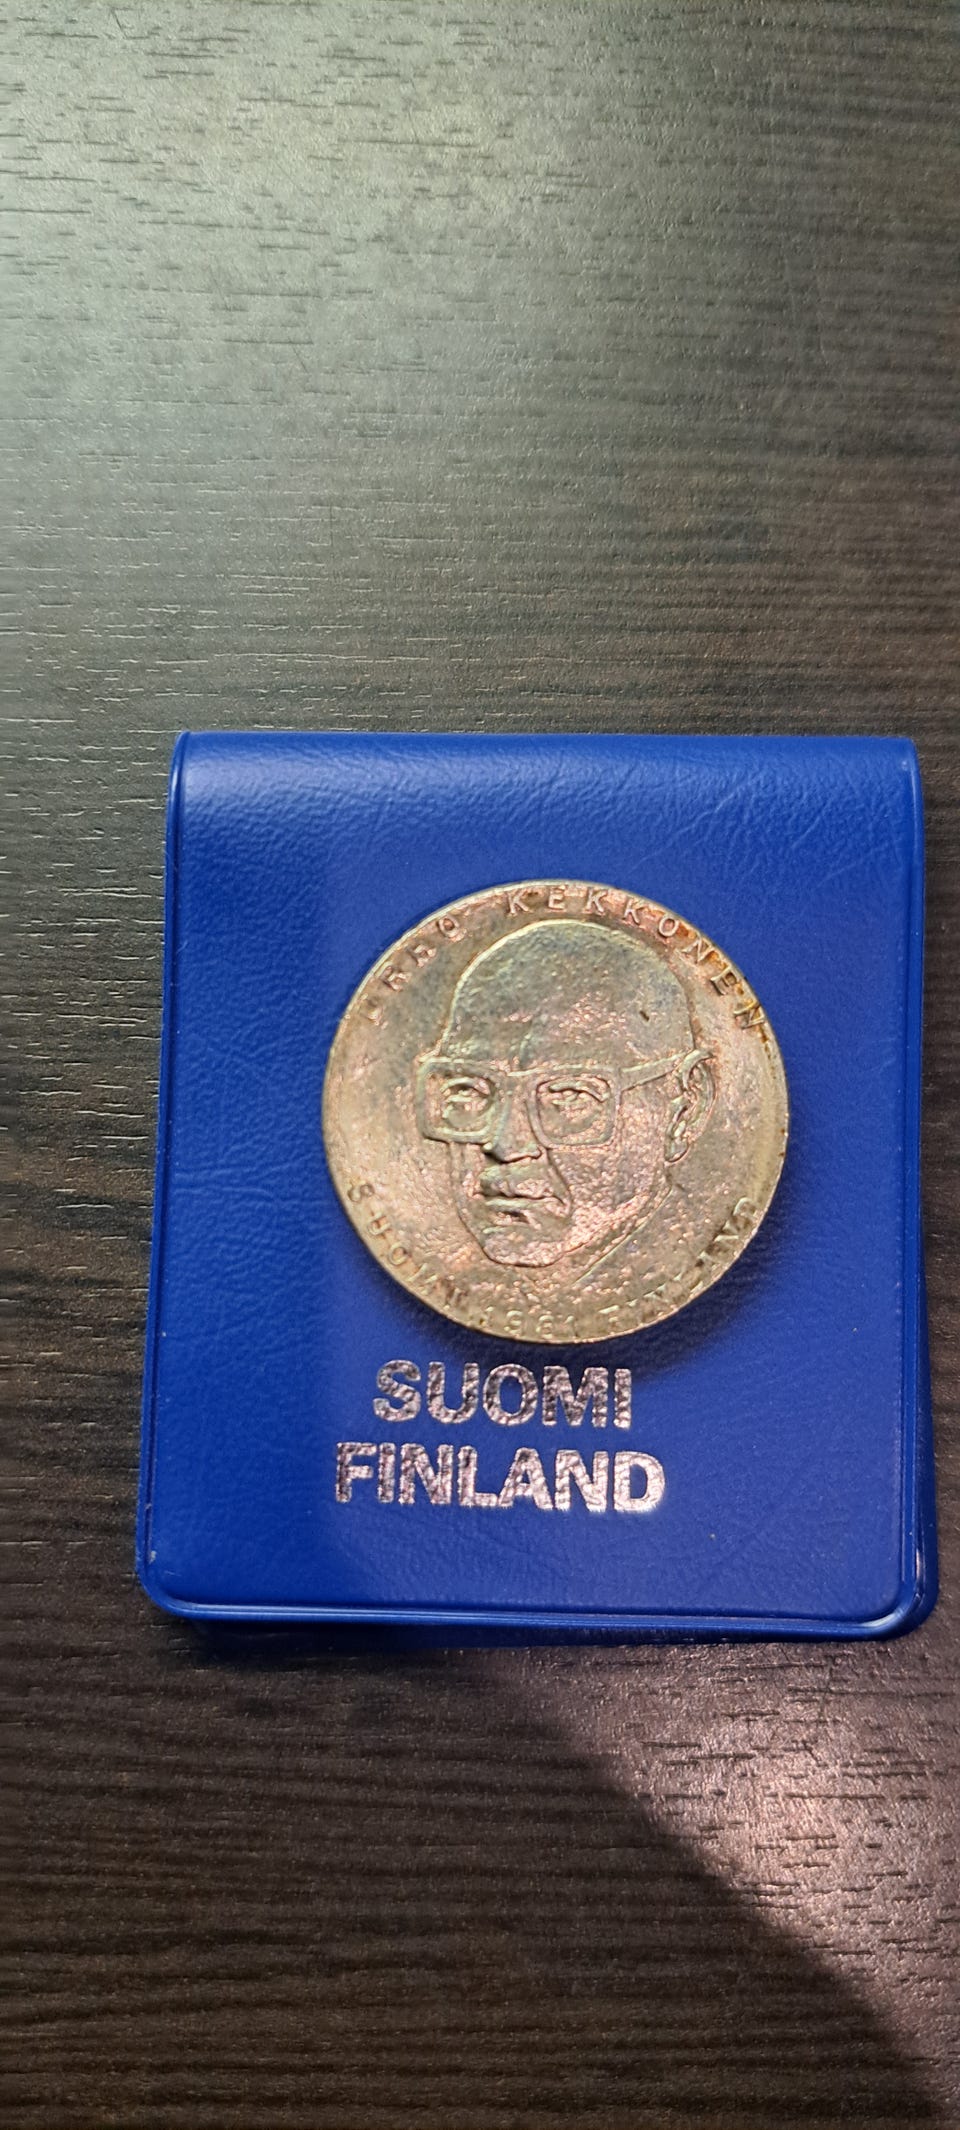 URHO KEKKONEN
SUOMI 1981 FINLAND
SUOMI
FINLAND